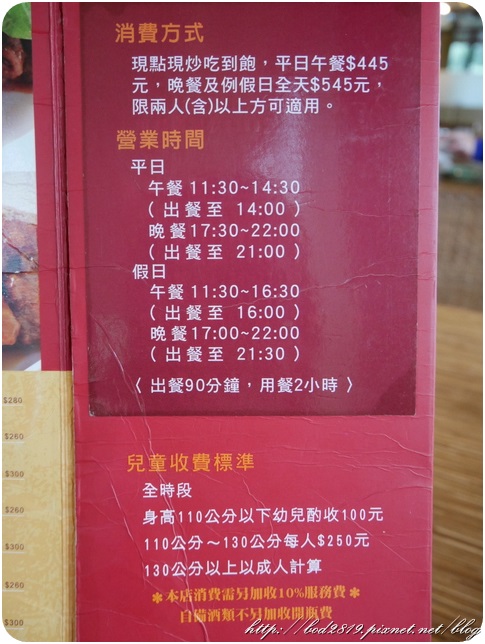 消費方式
現點現炒吃到飽，平日午餐$445
元，晚餐及例假日全天$545元，
限兩人(含)以上方可適用。
營業時間
平日
午餐 11:30~14:30
( 出餐至 14:00 )
晚餐 17:30~22:00
( 出餐至 21:00 )
假日
午餐 11:30~16:30
( 出餐至 16:00 )
晚餐 17:00~22:00
( 出餐至 21:30 )
〈 出餐90分鐘，用餐2小時 〉
$280
$260
$300
$260
$300
$260
$300
兒童收費標準
全時段
身高110公分以下幼兒酌收100元
110公分～130公分每人$250元
130公分以上以成人計算
＊本店消費需另加收10%服務費＊
自備酒類不另加收開瓶費
http://bod2879.pixnet.net/blog